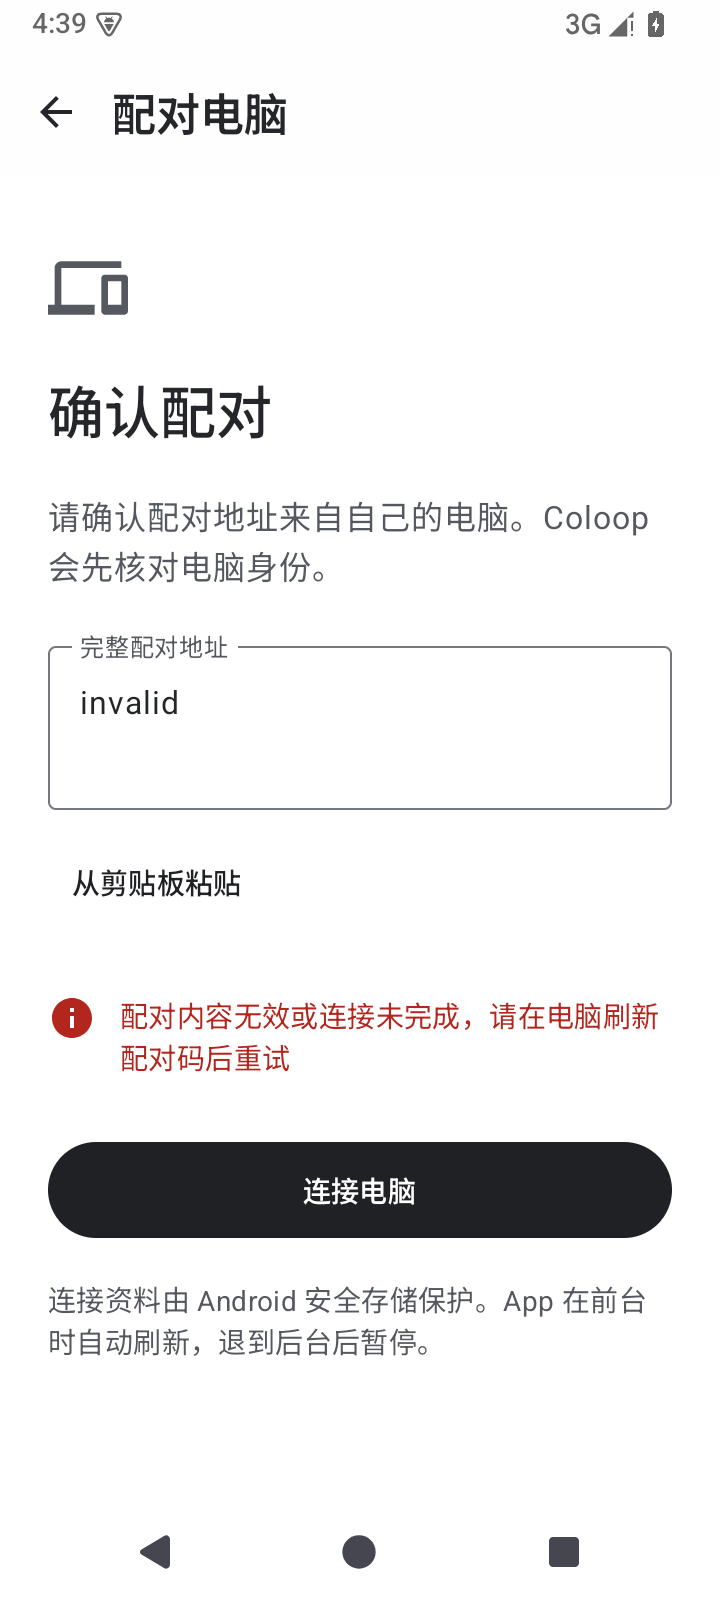 4:39
3G
配对电脑
确认配对
请确认配对地址来自自己的电脑。Coloop
会先核对电脑身份。
完整配对地址
invalid
从剪贴板粘贴
配对内容无效或连接未完成，请在电脑刷新
配对码后重试
连接电脑
连接资料由 Android 安全存储保护。App 在前台
时自动刷新，退到后台后暂停。